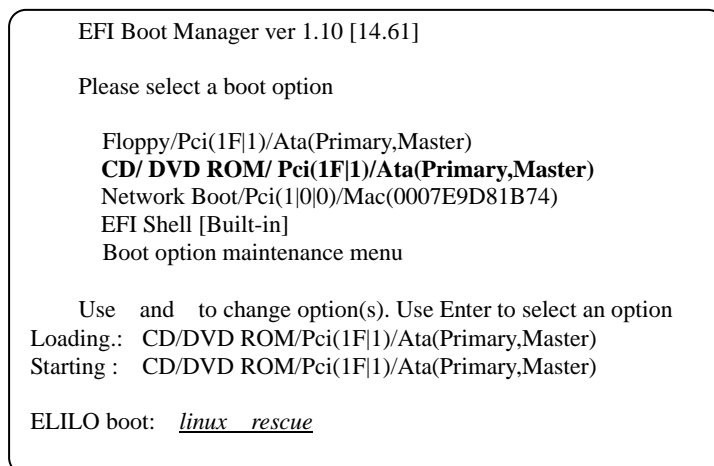 EFI Boot Manager ver 1.10 [14.61]
Please select a boot option
Floppy/Pci(1F|1)/Ata(Primary,Master)
CD/ DVD ROM/ Pci(1F|1)/Ata(Primary,Master)
Network Boot/Pci(1|0|0)/Mac(0007E9D81B74)
EFI Shell [Built-in]
Boot option maintenance menu
Use and to change option(s). Use Enter to select an option
Loading.: CD/DVD ROM/Pci(1F|1)/Ata(Primary,Master)
Starting : CD/DVD ROM/Pci(1F|1)/Ata(Primary,Master)
ELILO boot: linux rescue